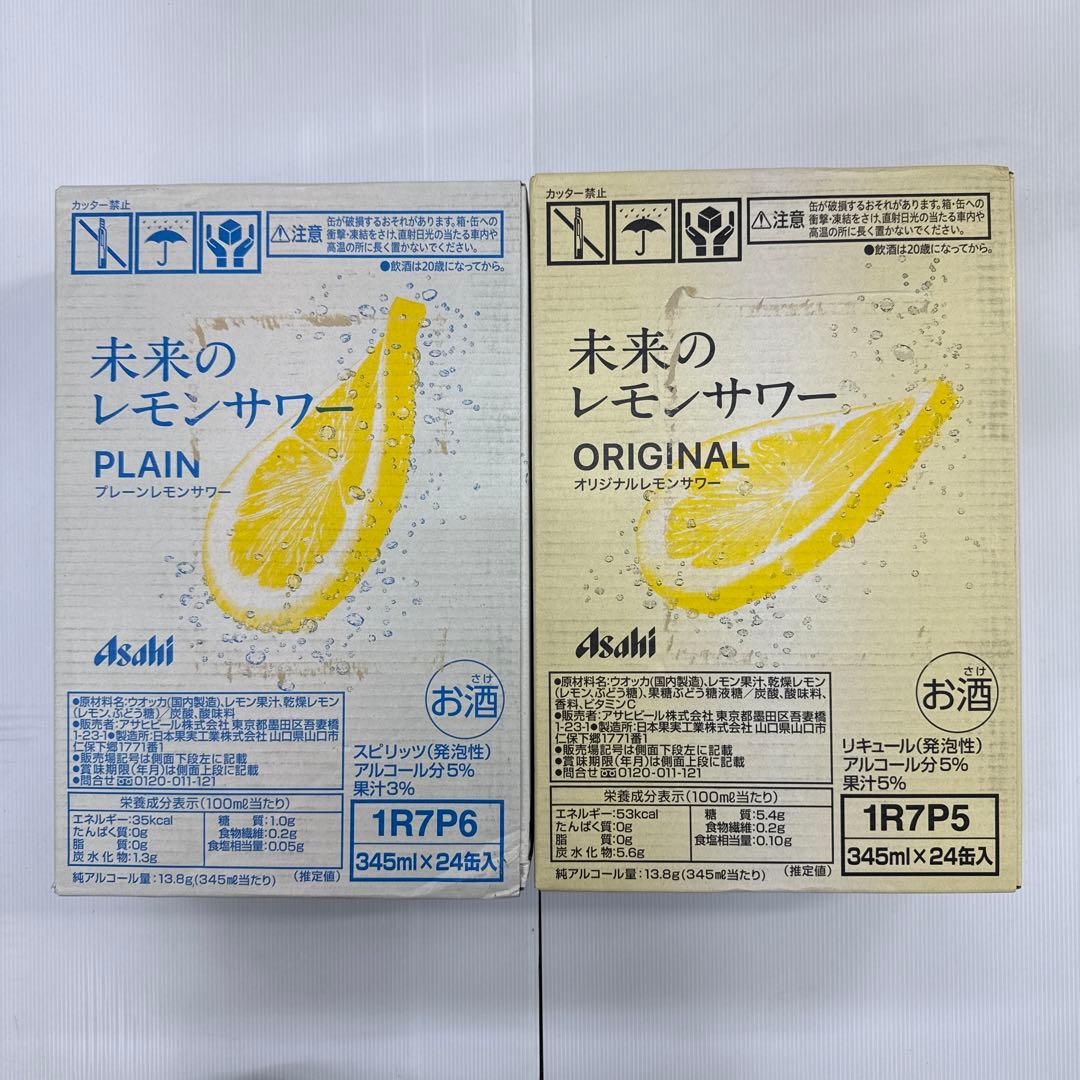 カッター禁止
注意
缶が破損するおそれがあります。箱・缶への
衝撃・凍結をさけ、直射日光の当たる車内や
高温の所に長く置かないでください。
●飲酒は20歳になってから。
未来の
レモンサワー
PLAIN
プレーンレモンサワー
Asahi
さけ
お酒
●原材料名:ウオッカ(国内製造)、レモン果汁、乾燥レモン
(レモン、ぶどう糖)/炭酸、酸味料
●販売者:アサヒビール株式会社 東京都墨田区吾妻橋
1-23-1●製造所:日本果実工業株式会社 山口県山口市
仁保下郷1771番1
●販売場記号は側面下段左に記載
●賞味期限(年月)は側面上段に記載
●問合せ 0120-011-121
スピリッツ(発泡性)
アルコール分5%
果汁3%
栄養成分表示(100ml当たり)
エネルギー:35kcal
たんぱく質:0g
脂質:0g
炭水化物:1.3g
糖質:1.0g
食物繊維:0.2g
食塩相当量:0.05g
純アルコール量:13.8g(345ml当たり)
(推定値)
1R7P6
345ml×24缶入
カッター禁止
注意
缶が破損するおそれがあります。箱・缶への
衝撃・凍結をさけ、直射日光の当たる車内や
高温の所に長く置かないでください。
●飲酒は20歳になってから。
未来の
レモンサワー
ORIGINAL
オリジナルレモンサワー
Asahi
さけ
お酒
●原材料名:ウオッカ(国内製造)、レモン果汁、乾燥レモン
(レモン、ぶどう糖)、果糖ぶどう糖液糖/炭酸、酸味料、
香料、ビタミンC
●販売者:アサヒビール株式会社 東京都墨田区吾妻橋
1-23-1●製造所:日本果実工業株式会社 山口県山口市
仁保下郷1771番1
●販売場記号は側面下段左に記載
●賞味期限(年月)は側面上段に記載
●問合せ 0120-011-121
リキュール(発泡性)
アルコール分5%
果汁5%
栄養成分表示(100ml当たり)
エネルギー:53kcal
たんぱく質:0g
脂質:0g
炭水化物:5.6g
糖質:5.4g
食物繊維:0.2g
食塩相当量:0.10g
純アルコール量:13.8g(345ml当たり)
(推定値)
1R7P5
345ml×24缶入